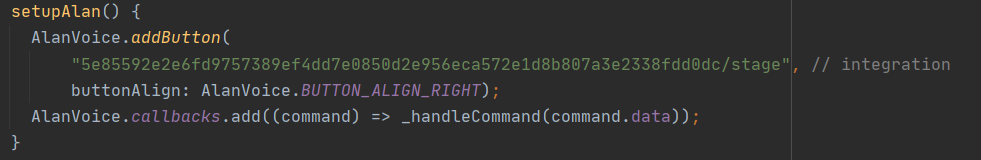 setupAlan() {
AlanVoice.addButton(
"5e85592e2e6fd9757389ef4dd7e0850d2e956eca572e1d8b807a3e2338fdd0dc/stage", // integration
buttonAlign: AlanVoice.BUTTON_ALIGN_RIGHT);
AlanVoice.callbacks.add((command) => _handleCommand(command.data));
}